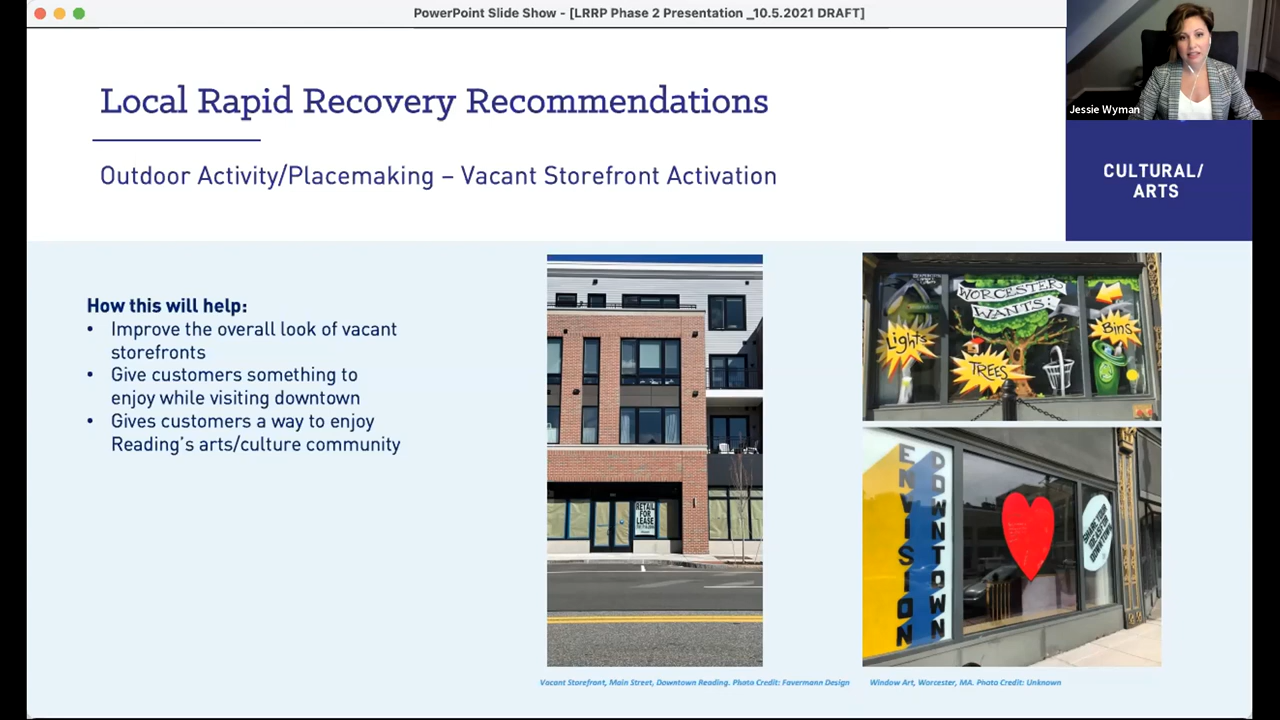 PowerPoint Slide Show - [LRRP Phase 2 Presentation _10.5.2021 DRAFT]
Jessie Wyman
Local Rapid Recovery Recommendations
Outdoor Activity/Placemaking – Vacant Storefront Activation
CULTURAL/
ARTS
How this will help:
• Improve the overall look of vacant
storefronts
• Give customers something to
enjoy while visiting downtown
• Gives customers a way to enjoy
Reading's arts/culture community
RETAIL
FOR
LEASE
WORCESTER
WANTS:
Lights
TREES
Bins
ENVISION
DOWNTOWN
Vacant Storefront, Main Street, Downtown Reading. Photo Credit: Favermann Design
Window Art, Worcester, MA. Photo Credit: Unknown